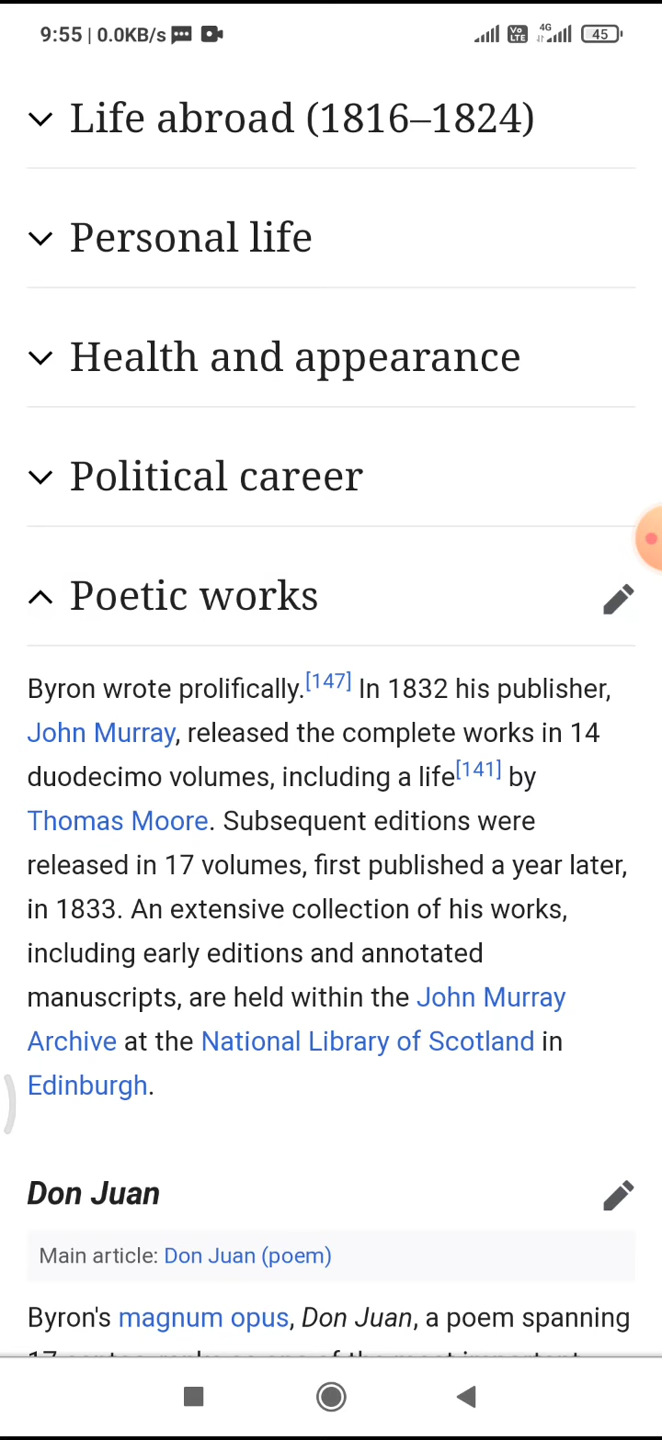 9:55 | 0.0KB/s
Vo LTE 4G 45
Life abroad (1816–1824)
Personal life
Health and appearance
Political career
Poetic works
Byron wrote prolifically.[147] In 1832 his publisher,
John Murray, released the complete works in 14
duodecimo volumes, including a life[141] by
Thomas Moore. Subsequent editions were
released in 17 volumes, first published a year later,
in 1833. An extensive collection of his works,
including early editions and annotated
manuscripts, are held within the John Murray
Archive at the National Library of Scotland in
Edinburgh.
Don Juan
Main article: Don Juan (poem)
Byron's magnum opus, Don Juan, a poem spanning